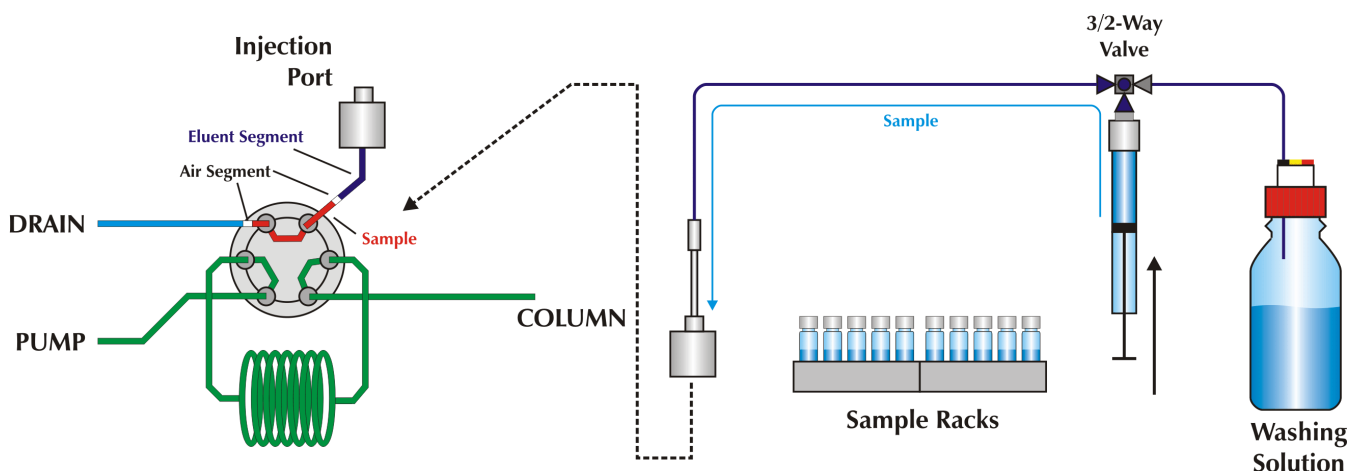 Injection
Port
Eluent Segment
Air Segment
DRAIN
Sample
PUMP
COLUMN
3/2-Way
Valve
Sample
Sample Racks
Washing
Solution